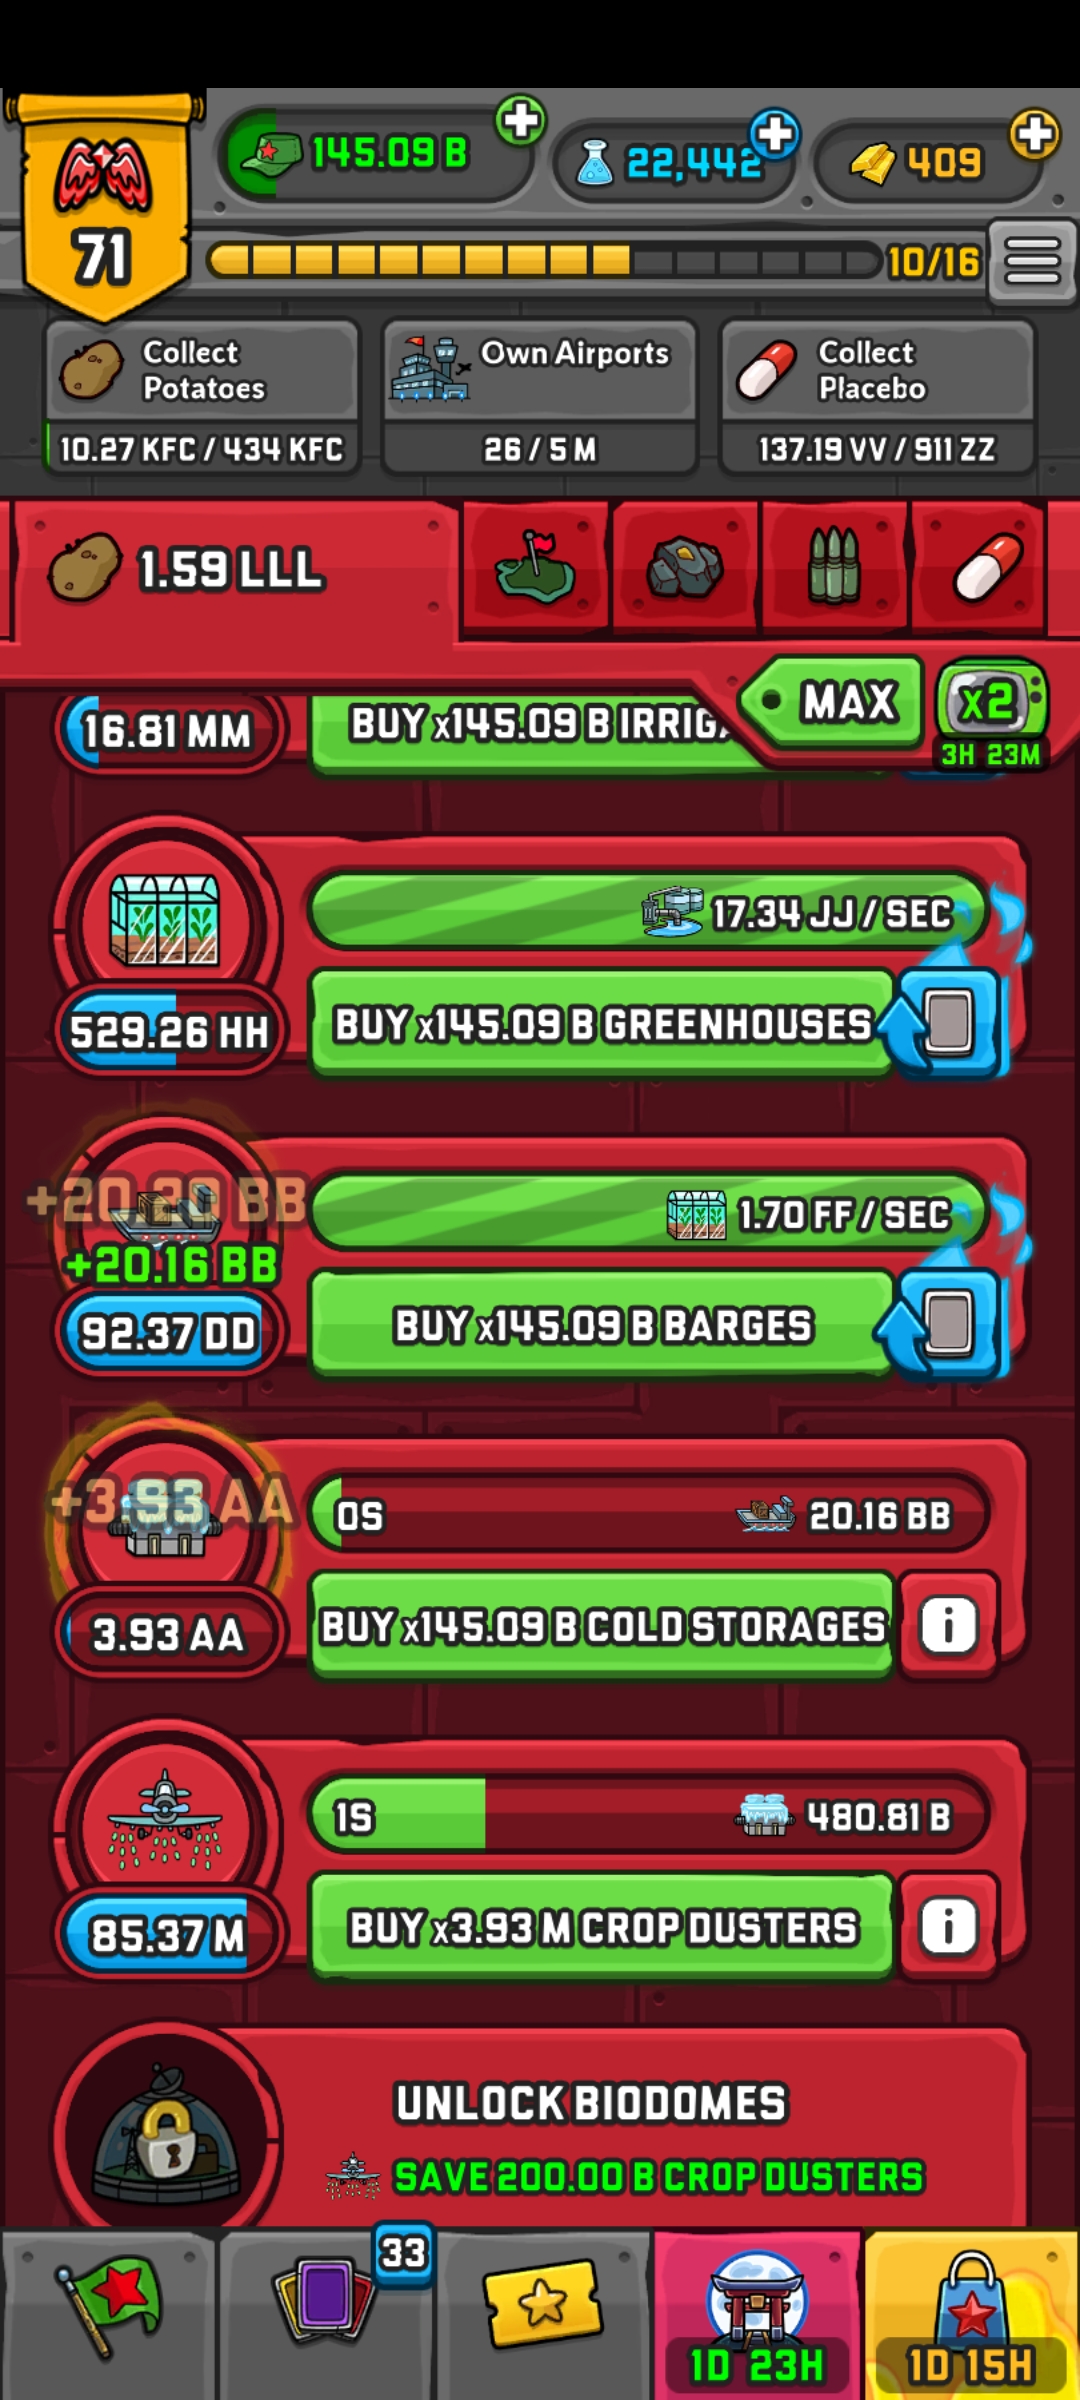 145.09 B
22,442
409
71
10/16
Collect
Potatoes
10.27 KFC / 434 KFC
Own Airports
26 / 5 M
Collect
Placebo
137.19 VV / 911 ZZ
1.59 LLL
MAX
x2
3H 23M
16.81 MM
BUY x145.09 B IRRIGA
17.34 JJ / SEC
529.26 HH
BUY x145.09 B GREENHOUSES
+20.16 BB
1.70 FF / SEC
92.37 DD
BUY x145.09 B BARGES
+3.93 AA
0S
20.16 BB
3.93 AA
BUY x145.09 B COLD STORAGES
i
1S
480.81 B
85.37 M
BUY x3.93 M CROP DUSTERS
i
UNLOCK BIODOMES
SAVE 200.00 B CROP DUSTERS
33
1D 23H
1D 15H